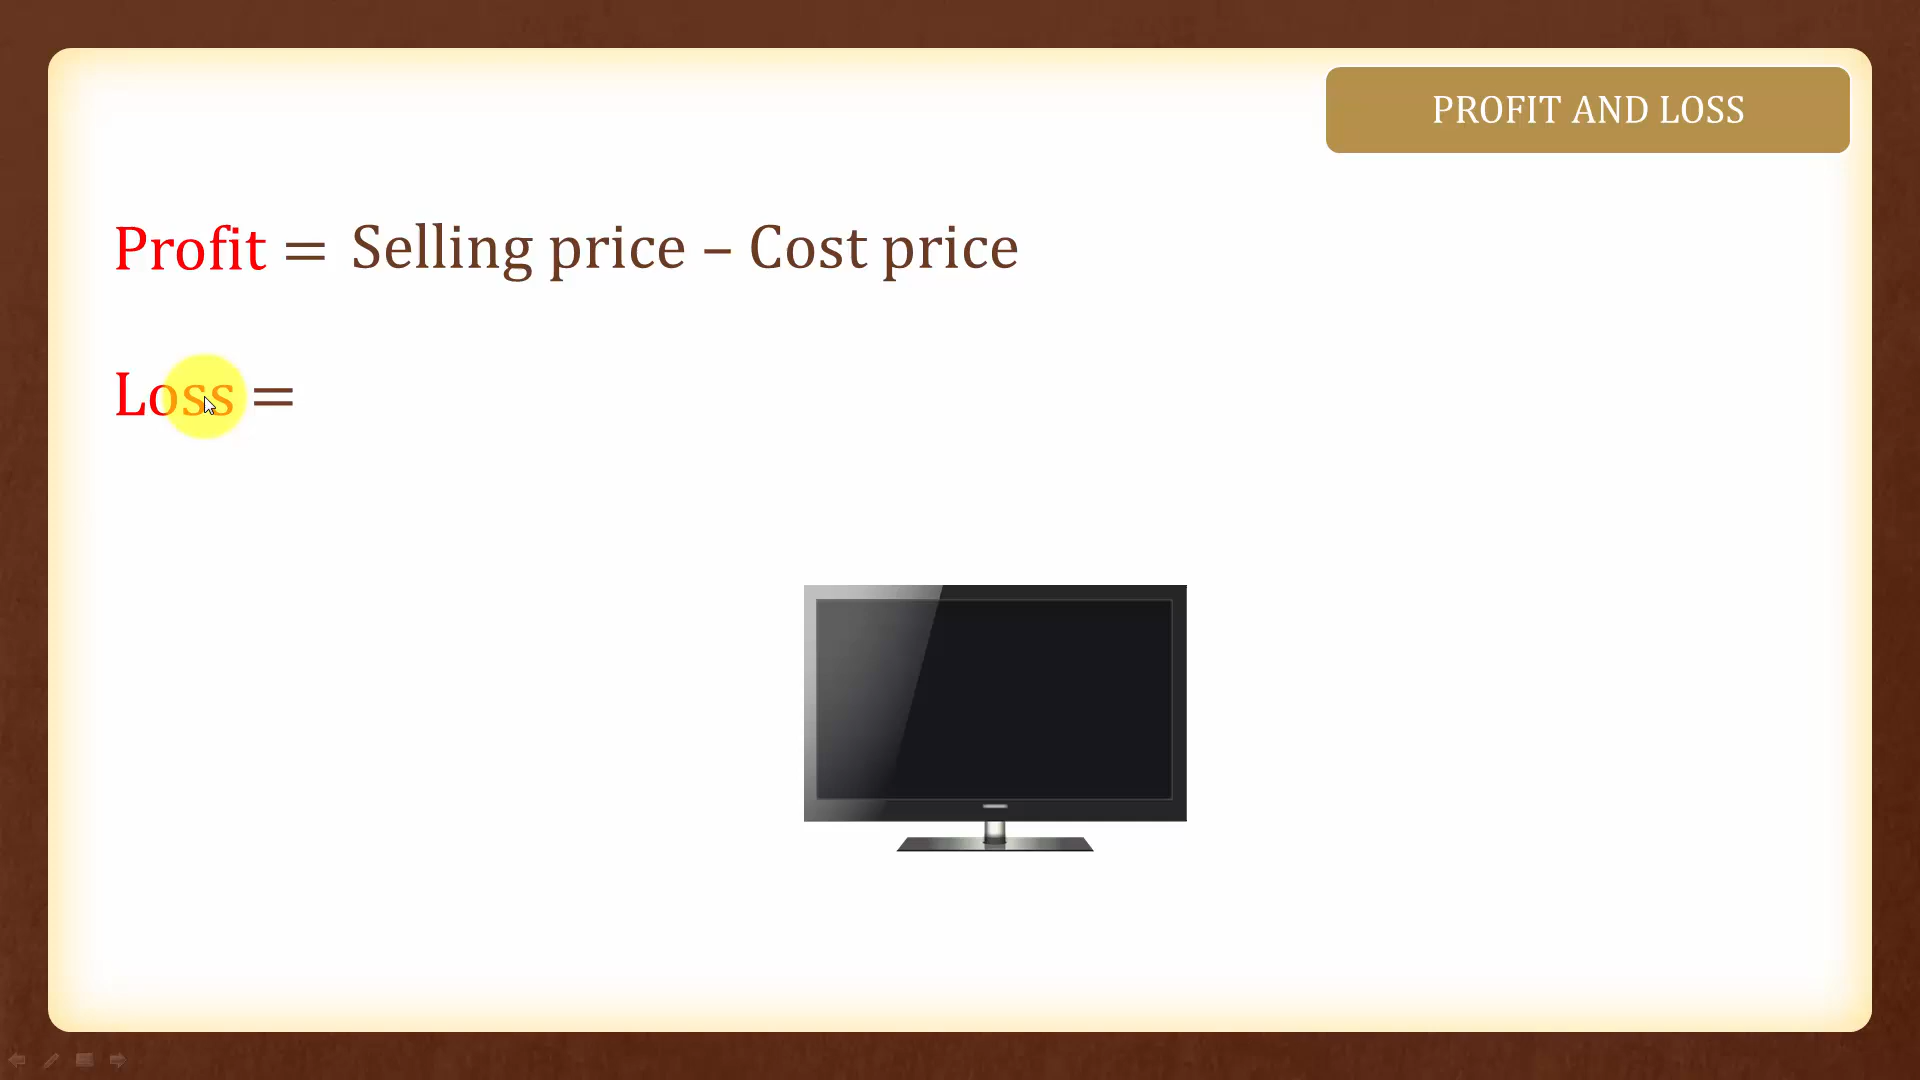 PROFIT AND LOSS
Profit = Selling price – Cost price
Loss =